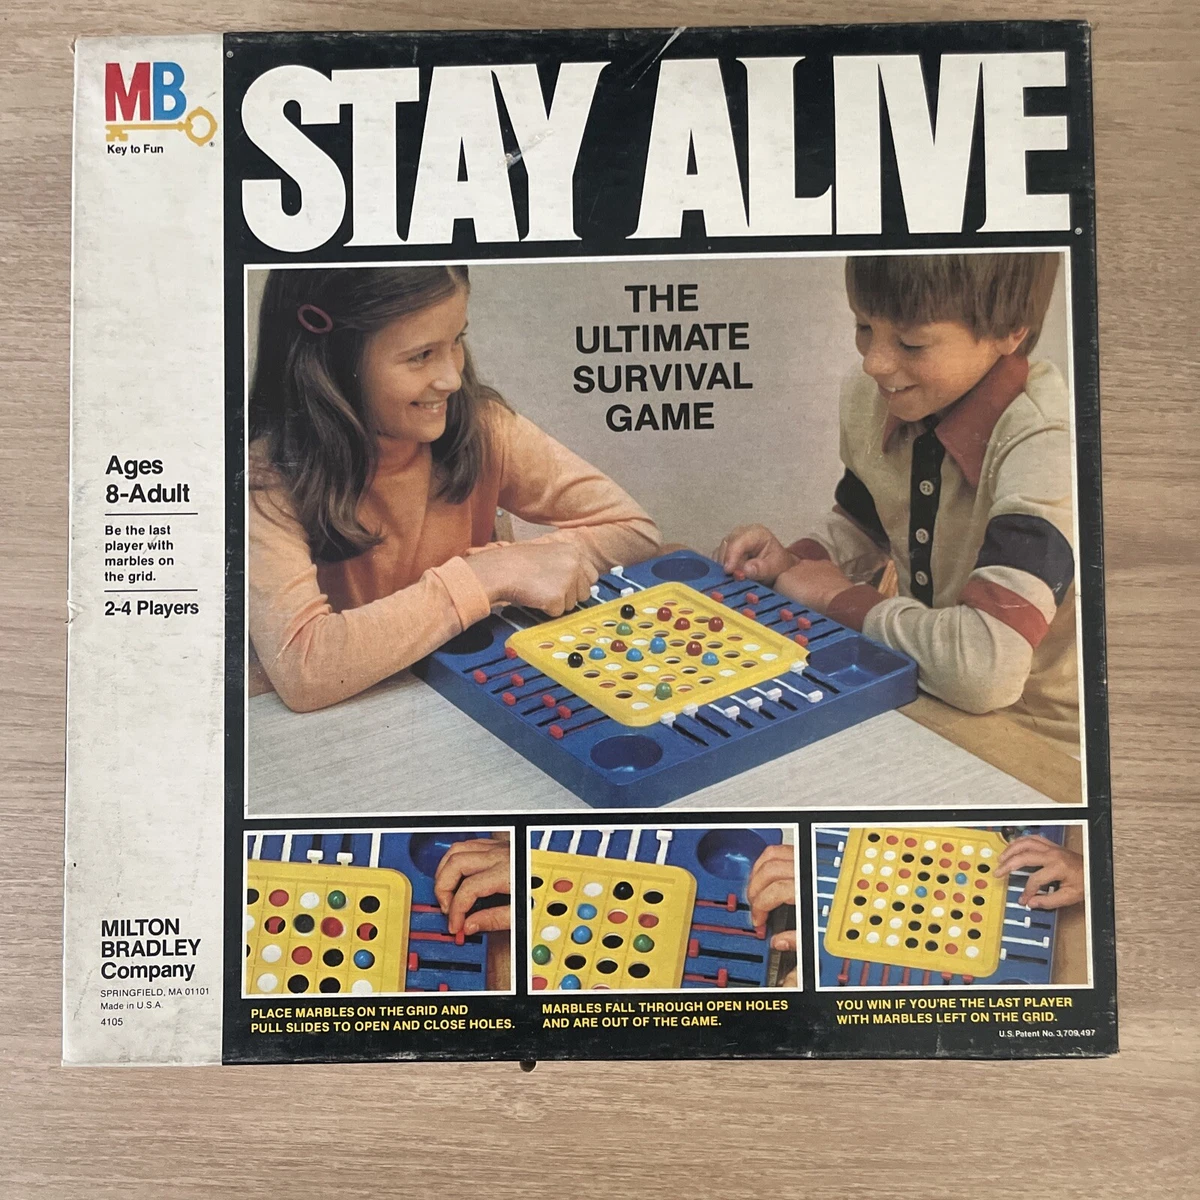 MB
Key to Fun
STAY ALIVE
THE
ULTIMATE
SURVIVAL
GAME
Ages
8-Adult
Be the last
player with
marbles on
the grid.
2-4 Players
MILTON
BRADLEY
Company
SPRINGFIELD, MA 01101
Made in U.S.A.
4105
PLACE MARBLES ON THE GRID AND
PULL SLIDES TO OPEN AND CLOSE HOLES.
MARBLES FALL THROUGH OPEN HOLES
AND ARE OUT OF THE GAME.
YOU WIN IF YOU'RE THE LAST PLAYER
WITH MARBLES LEFT ON THE GRID.
U.S. Patent No. 3,709,497